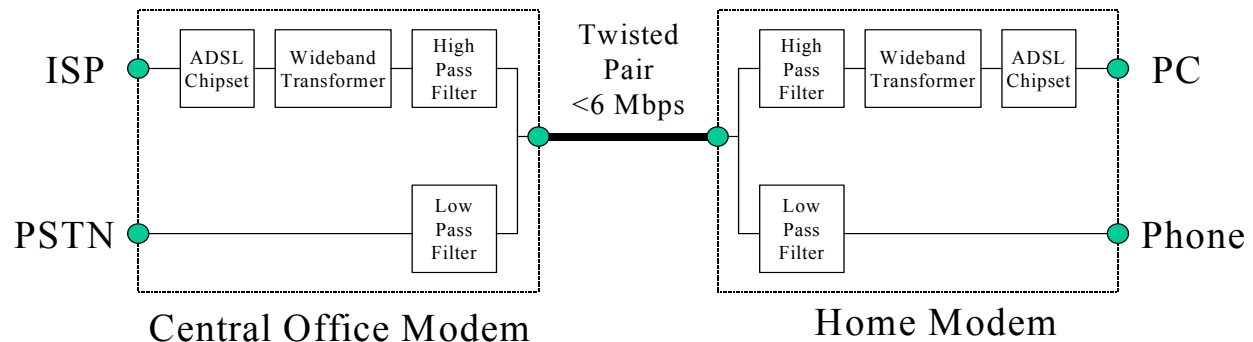 ISP
ADSL
Chipset
Wideband
Transformer
High
Pass
Filter
Twisted
Pair
<6 Mbps
High
Pass
Filter
Wideband
Transformer
ADSL
Chipset
PC
PSTN
Low
Pass
Filter
Low
Pass
Filter
Phone
Central Office Modem
Home Modem